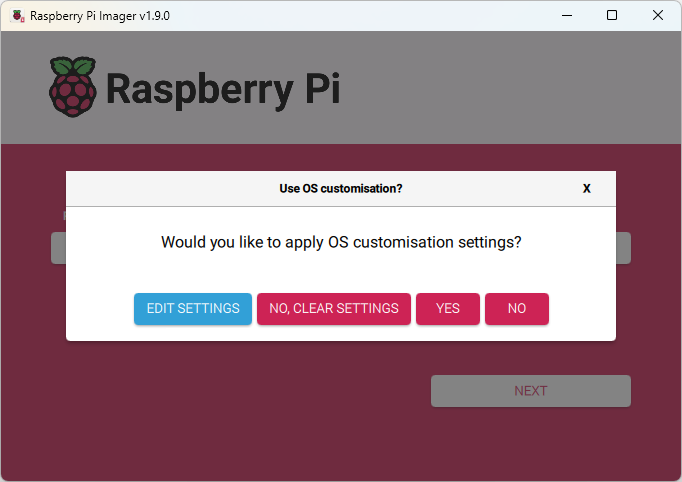 Raspberry Pi Imager v1.9.0
Raspberry Pi
Use OS customisation?
X
Would you like to apply OS customisation settings?
EDIT SETTINGS
NO, CLEAR SETTINGS
YES
NO
NEXT